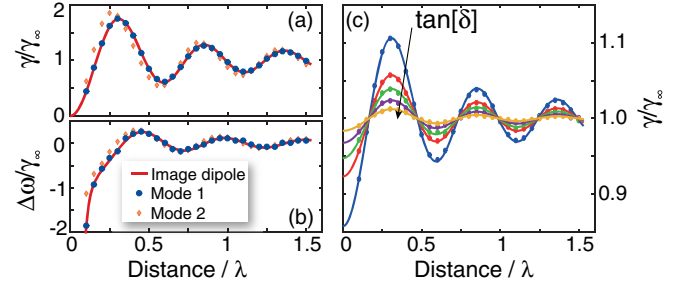 (a)
2
1
0
γ/γ∞
0
-1
-2
Δω/γ∞
Image dipole
Mode 1
Mode 2
(b)
0 0.5 1 1.5
Distance / λ
(c)
tan[δ]
1.1
1.0
0.9
γ/γ∞
0 0.5 1 1.5
Distance / λ